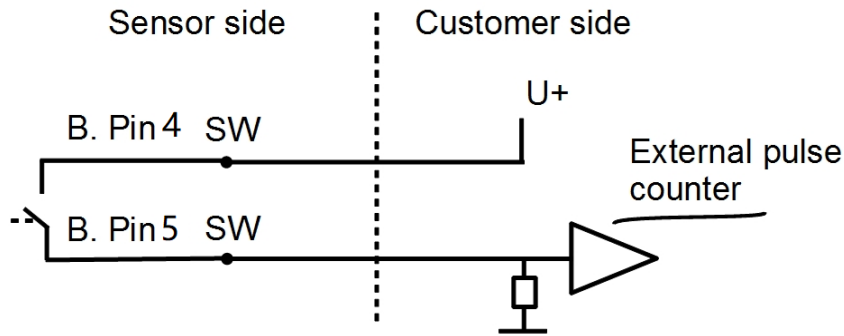 Sensor side
Customer side
U+
B. Pin 4 SW
External pulse
counter
B. Pin 5 SW